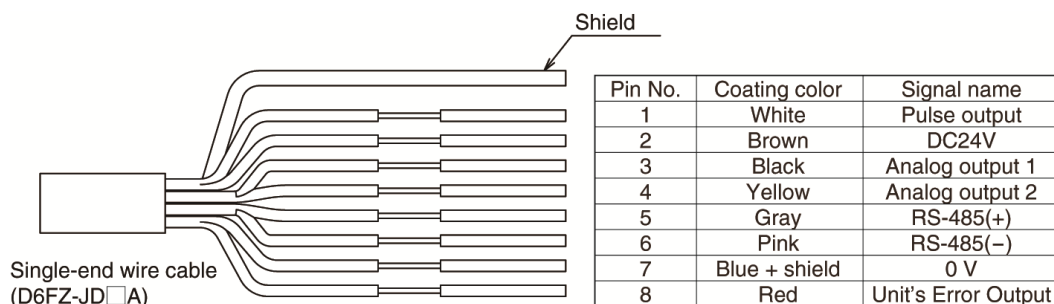 Shield
Pin No. Coating color Signal name
1 White Pulse output
2 Brown DC24V
3 Black Analog output 1
4 Yellow Analog output 2
5 Gray RS-485(+)
6 Pink RS-485(−)
7 Blue + shield 0 V
8 Red Unit's Error Output
Single-end wire cable
(D6FZ-JD□A)